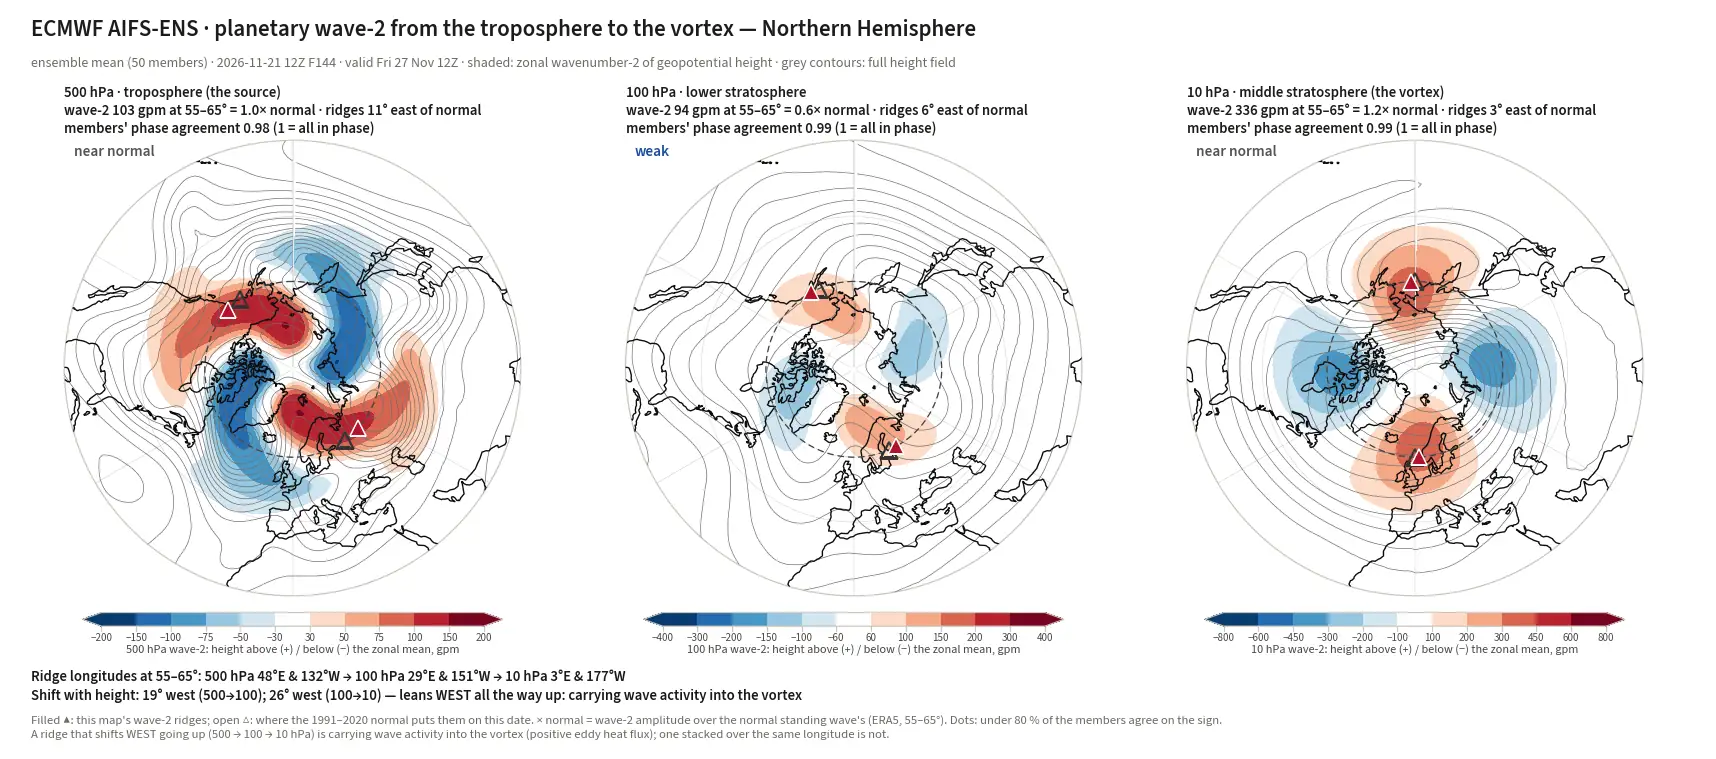 ECMWF AIFS-ENS · planetary wave-2 from the troposphere to the vortex — Northern Hemisphere
ensemble mean (50 members) · 2026-11-21 12Z F144 · valid Fri 27 Nov 12Z · shaded: zonal wavenumber-2 of geopotential height · grey contours: full height field
500 hPa · troposphere (the source)
wave-2 103 gpm at 55–65° = 1.0× normal · ridges 11° east of normal
members' phase agreement 0.98 (1 = all in phase)
near normal
100 hPa · lower stratosphere
wave-2 94 gpm at 55–65° = 0.6× normal · ridges 6° east of normal
members' phase agreement 0.99 (1 = all in phase)
weak
10 hPa · middle stratosphere (the vortex)
wave-2 336 gpm at 55–65° = 1.2× normal · ridges 3° east of normal
members' phase agreement 0.99 (1 = all in phase)
near normal
−200 −150 −100 −75 −50 −30 30 50 75 100 150 200
500 hPa wave-2: height above (+) / below (−) the zonal mean, gpm
−400 −300 −200 −150 −100 −60 60 100 150 200 300 400
100 hPa wave-2: height above (+) / below (−) the zonal mean, gpm
−800 −600 −450 −300 −200 −100 100 200 300 450 600 800
10 hPa wave-2: height above (+) / below (−) the zonal mean, gpm
Ridge longitudes at 55–65°: 500 hPa 48°E & 132°W → 100 hPa 29°E & 151°W → 10 hPa 3°E & 177°W
Shift with height: 19° west (500→100); 26° west (100→10) — leans WEST all the way up: carrying wave activity into the vortex
Filled ▲: this map's wave-2 ridges; open △: where the 1991–2020 normal puts them on this date. × normal = wave-2 amplitude over the normal standing wave's (ERA5, 55–65°). Dots: under 80 % of the members agree on the sign.
A ridge that shifts WEST going up (500 → 100 → 10 hPa) is carrying wave activity into the vortex (positive eddy heat flux); one stacked over the same longitude is not.